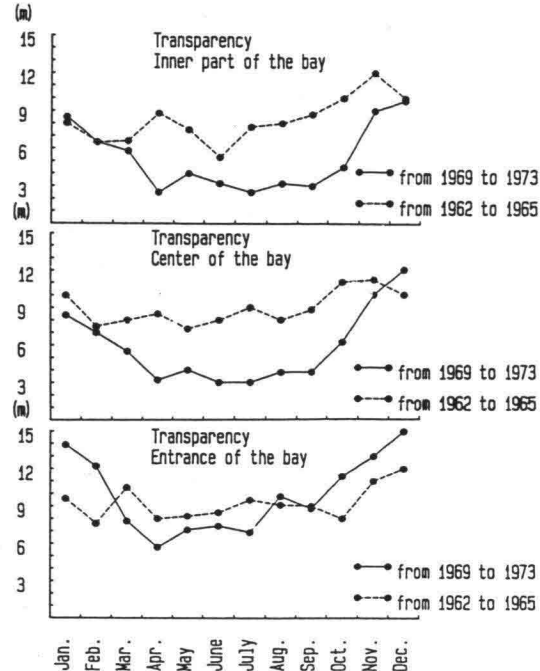 (m)
15
12
9
6
3
Transparency
Inner part of the bay
from 1969 to 1973
from 1962 to 1965
(m)
15
12
9
6
3
Transparency
Center of the bay
from 1969 to 1973
from 1962 to 1965
(m)
15
12
9
6
3
Transparency
Entrance of the bay
from 1969 to 1973
from 1962 to 1965
Jan.
Feb.
Mar.
Apr.
May
June
July
Aug.
Sep.
Oct.
Nov.
Dec.